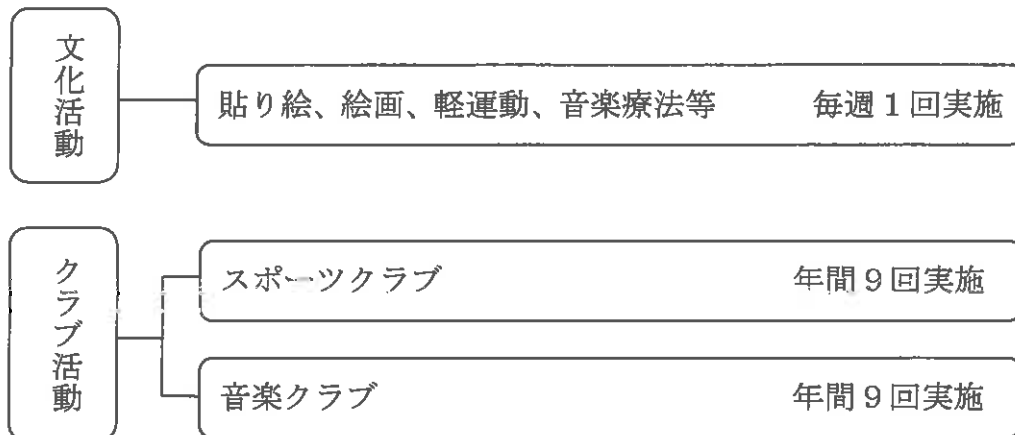 文化活動
貼り絵、絵画、軽運動、音楽療法等　毎週1回実施
クラブ活動
スポーツクラブ　年間9回実施
音楽クラブ　年間9回実施